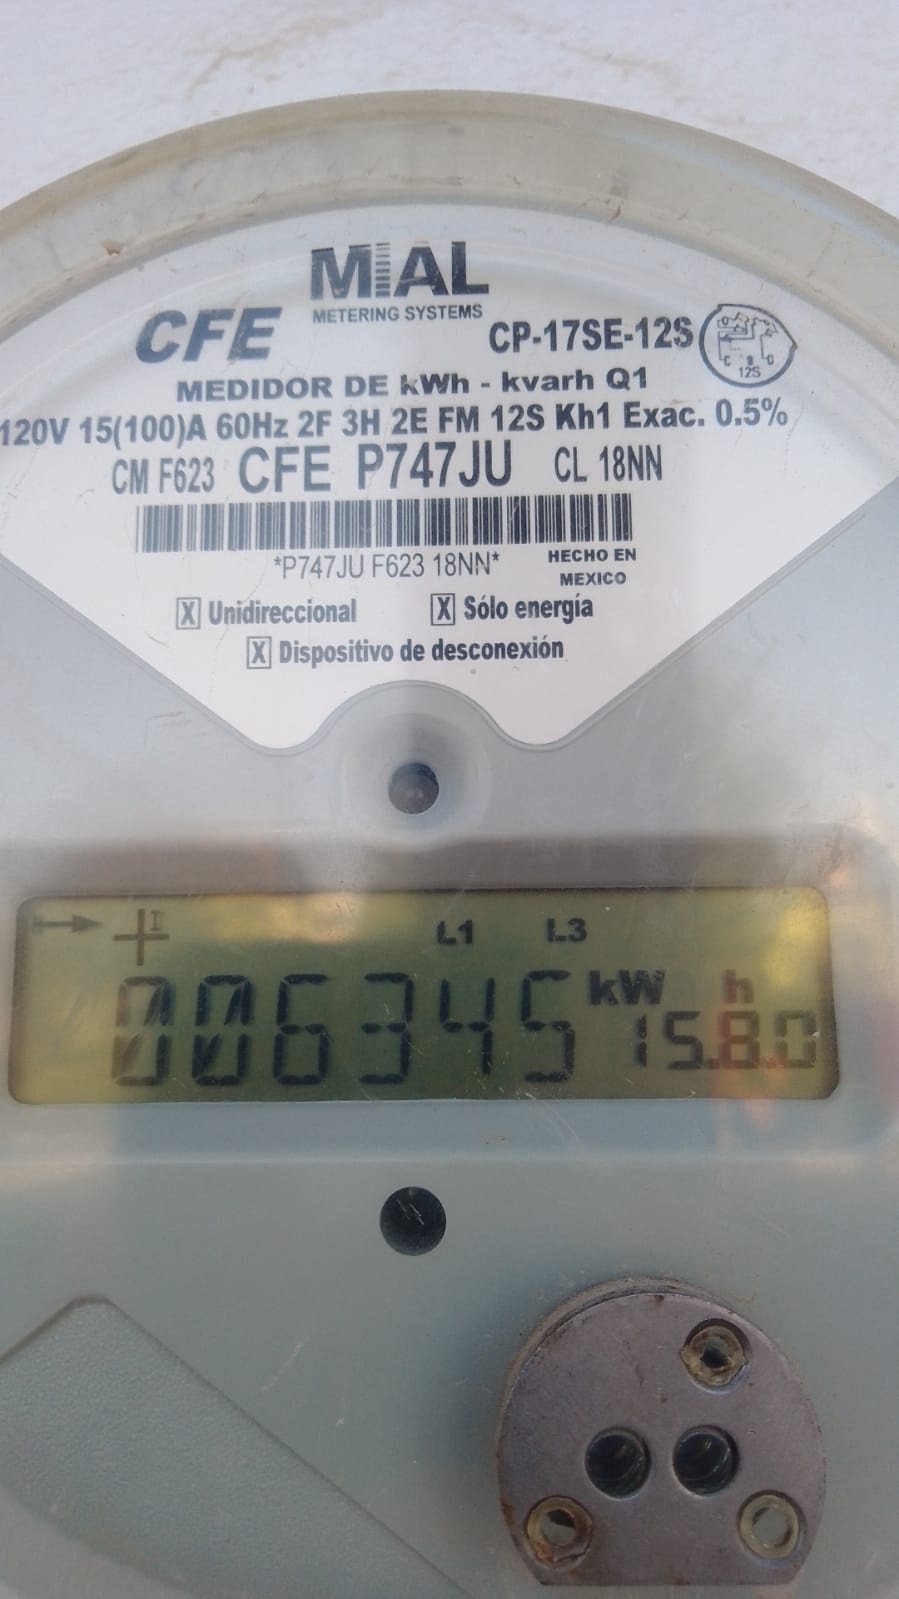 MIAL
METERING SYSTEMS
CFE
CP-17SE-12S
12S
MEDIDOR DE kWh - kvarh Q1
120V 15(100)A 60Hz 2F 3H 2E FM 12S Kh1 Exac. 0.5%
CM F623 CFE P747JU CL 18NN
*P747JU F623 18NN*
HECHO EN
MEXICO
X Unidireccional X Sólo energía
X Dispositivo de desconexión
I L1 L3
006345 kW h 15.8.0